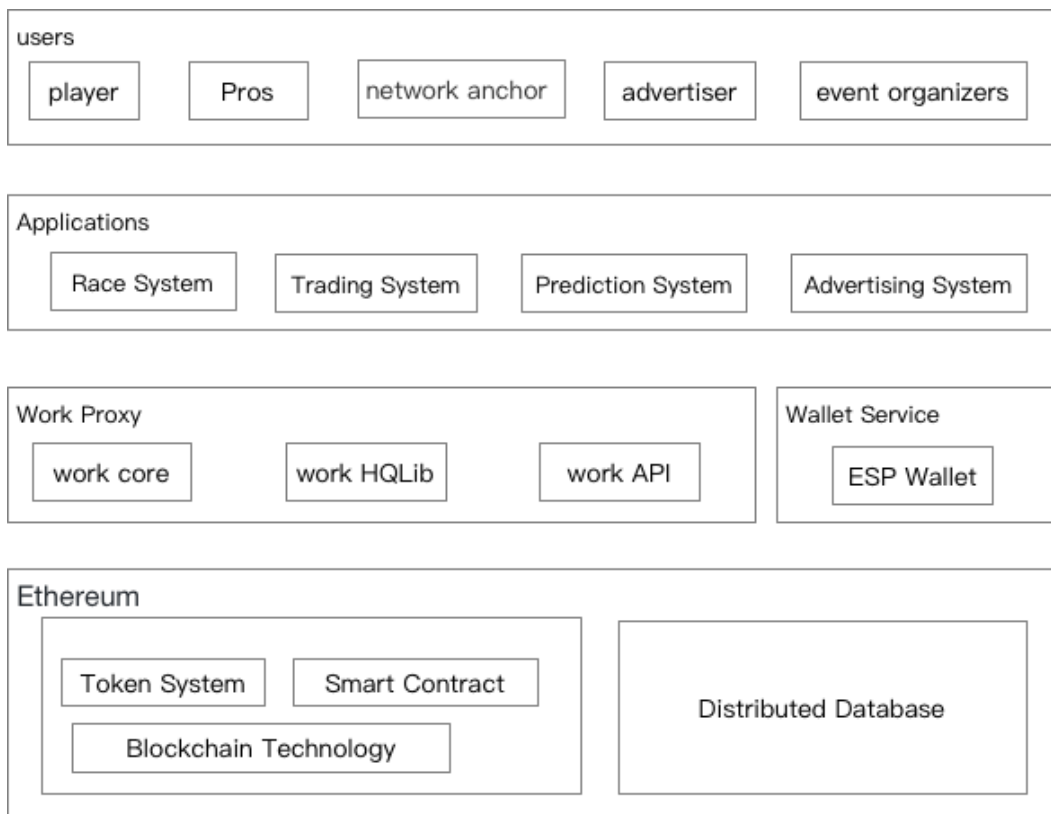 users
player
Pros
network anchor
advertiser
event organizers
Applications
Race System
Trading System
Prediction System
Advertising System
Work Proxy
work core
work HQLib
work API
Wallet Service
ESP Wallet
Ethereum
Token System
Smart Contract
Blockchain Technology
Distributed Database